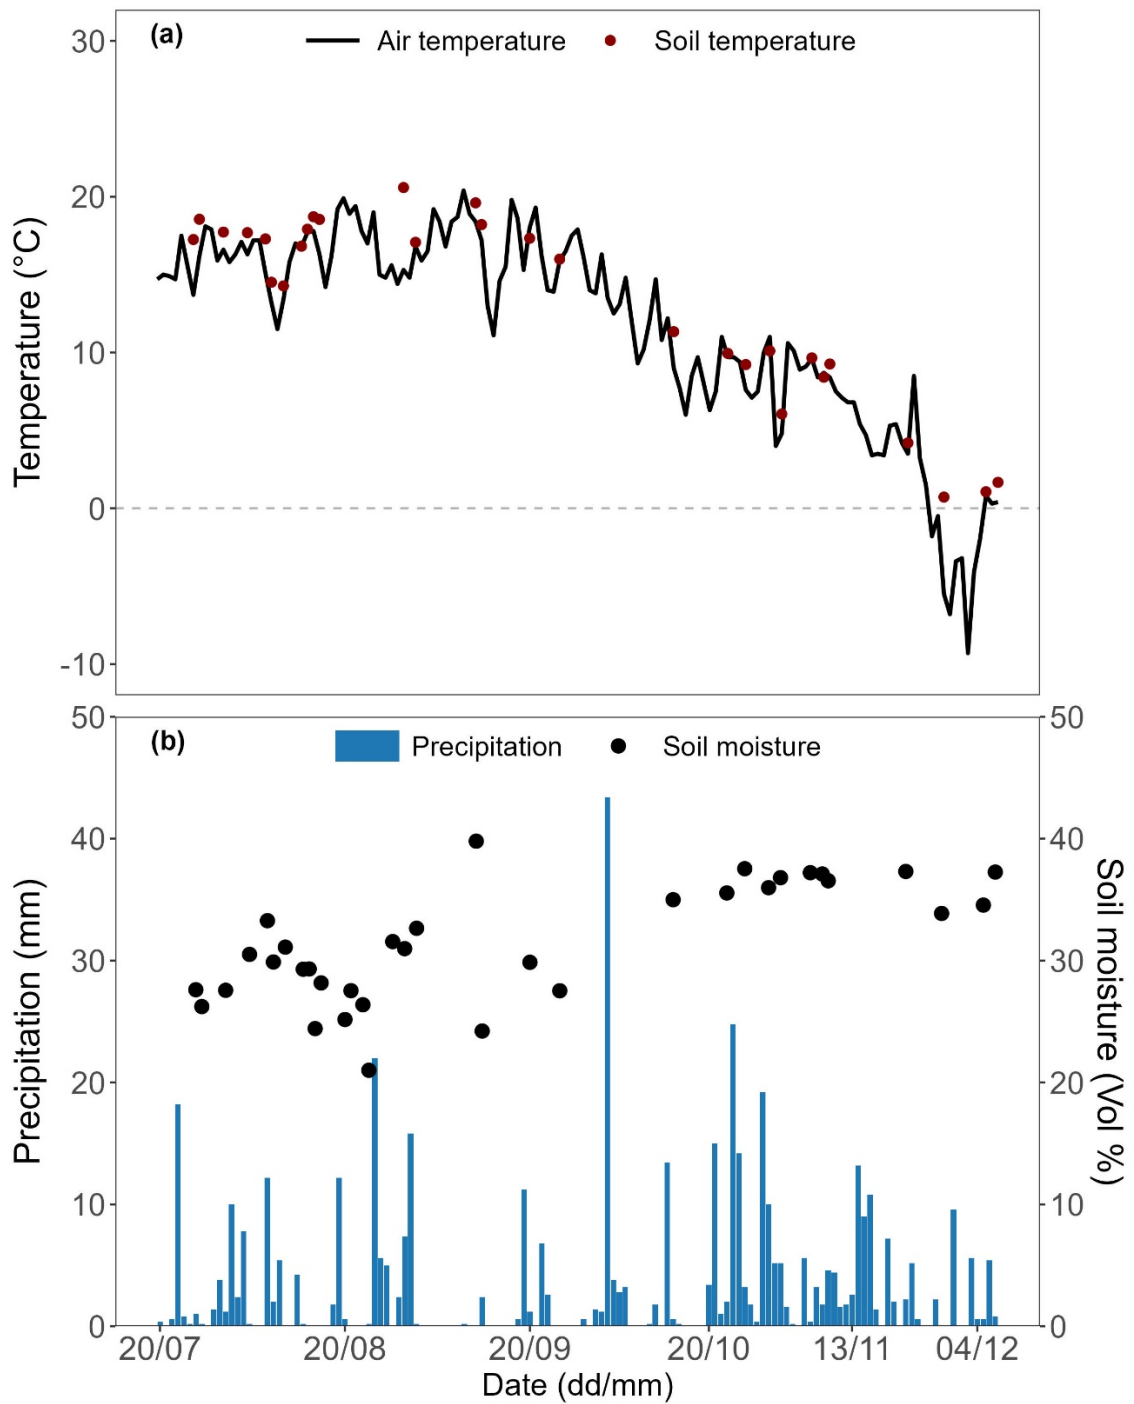 (a)
Air temperature
Soil temperature
30
20
10
0
-10
Temperature (°C)
(b)
Precipitation
Soil moisture
50
40
30
20
10
0
Precipitation (mm)
50
40
30
20
10
0
Soil moisture (Vol %)
20/07
20/08
20/09
20/10
13/11
04/12
Date (dd/mm)